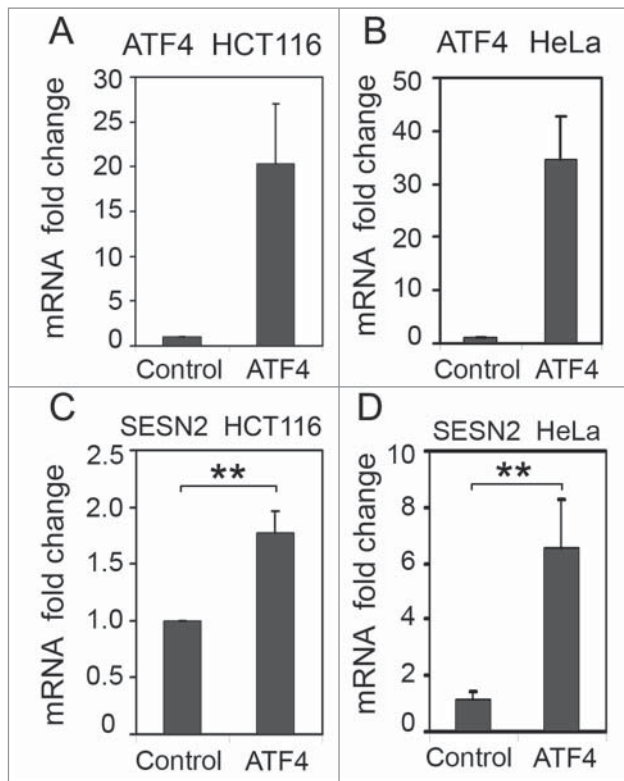 A
ATF4 HCT116
mRNA fold change
30
25
20
15
10
5
0
Control ATF4
B
ATF4 HeLa
mRNA fold change
50
40
30
20
10
0
Control ATF4
C
SESN2 HCT116
mRNA fold change
2.5
2.0
1.5
1.0
0.5
0
**
Control ATF4
D
SESN2 HeLa
mRNA fold change
10
8
6
4
2
0
**
Control ATF4